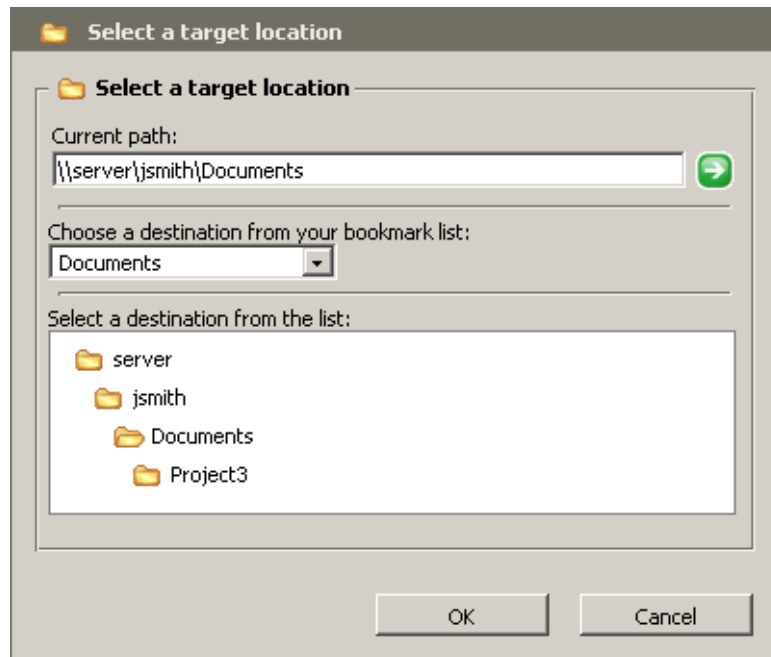 Select a target location
Select a target location
Current path:
\\server\jsmith\Documents
Choose a destination from your bookmark list:
Documents
Select a destination from the list:
server
jsmith
Documents
Project3
OK Cancel